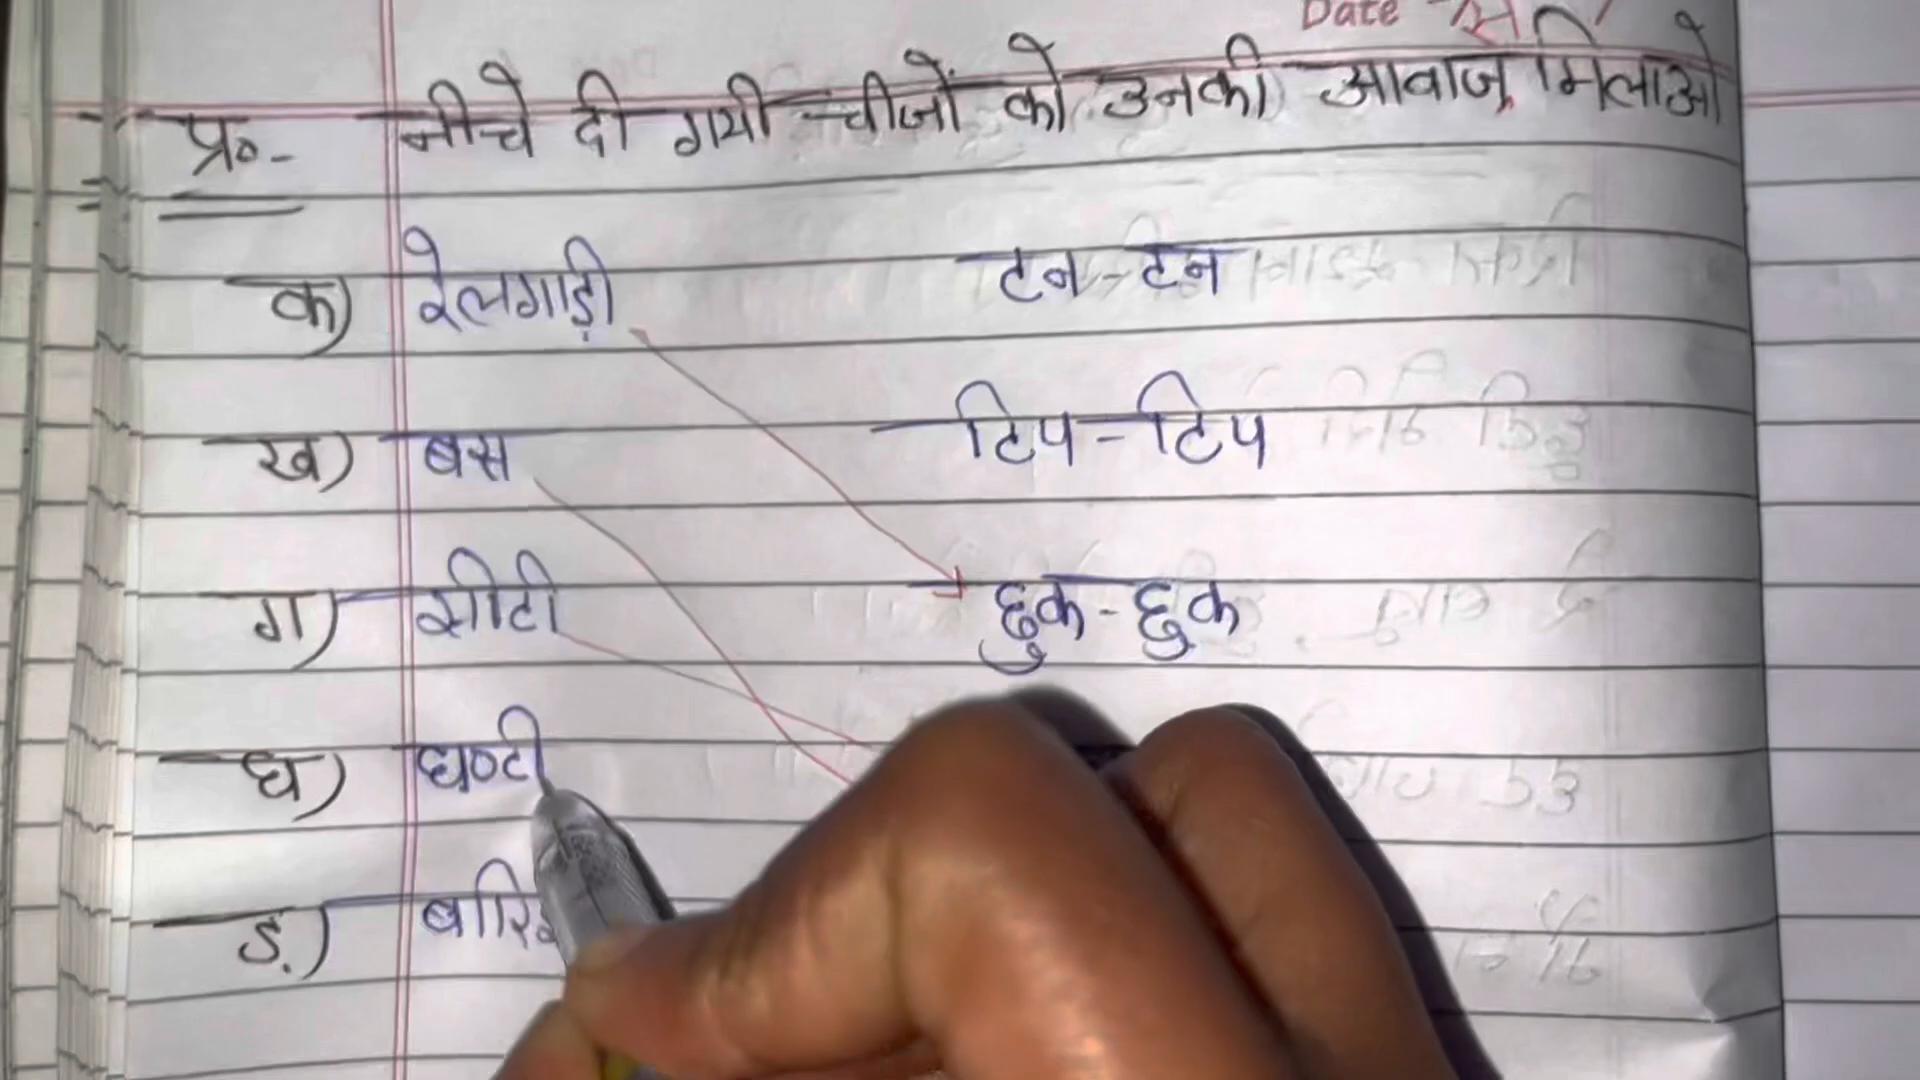 Date
प्र०- नीचे दी गयी चीजों को उनकी आवाज़ मिलाओ
क) रेलगाड़ी टन-टन
ख) बस टिप-टिप
ग) सीटी छुक-छुक
घ) घण्टी
ङ)